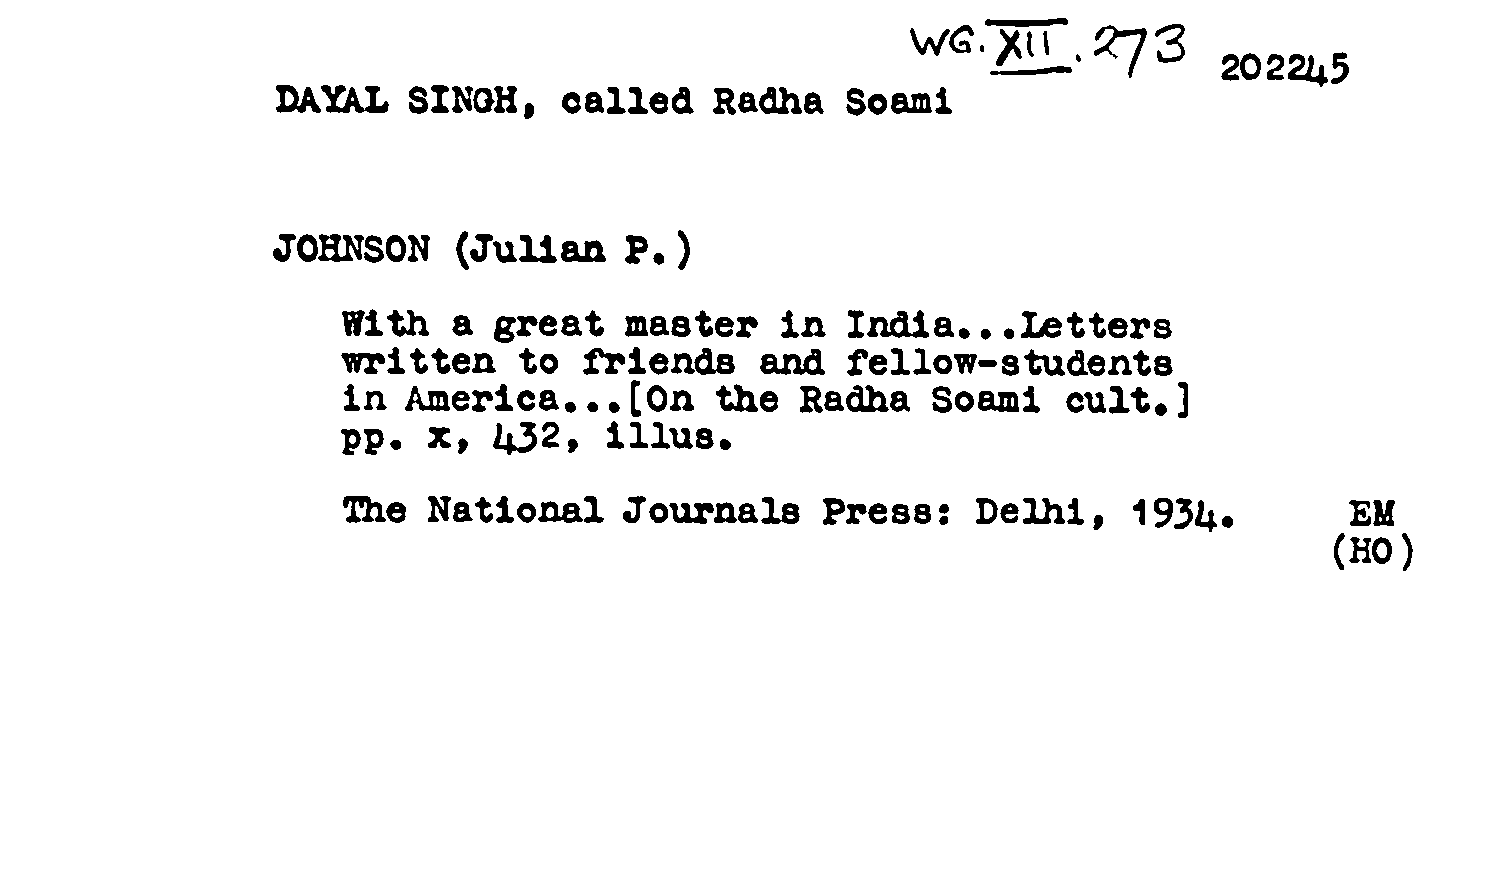 WG. XII. 273 202245
DAYAL SINGH, called Radha Soami
JOHNSON (Julian P.)
With a great master in India...Letters
written to friends and fellow-students
in America...[On the Radha Soami cult.]
pp. x, 432, illus.
The National Journals Press: Delhi, 1934. EM
(HO)